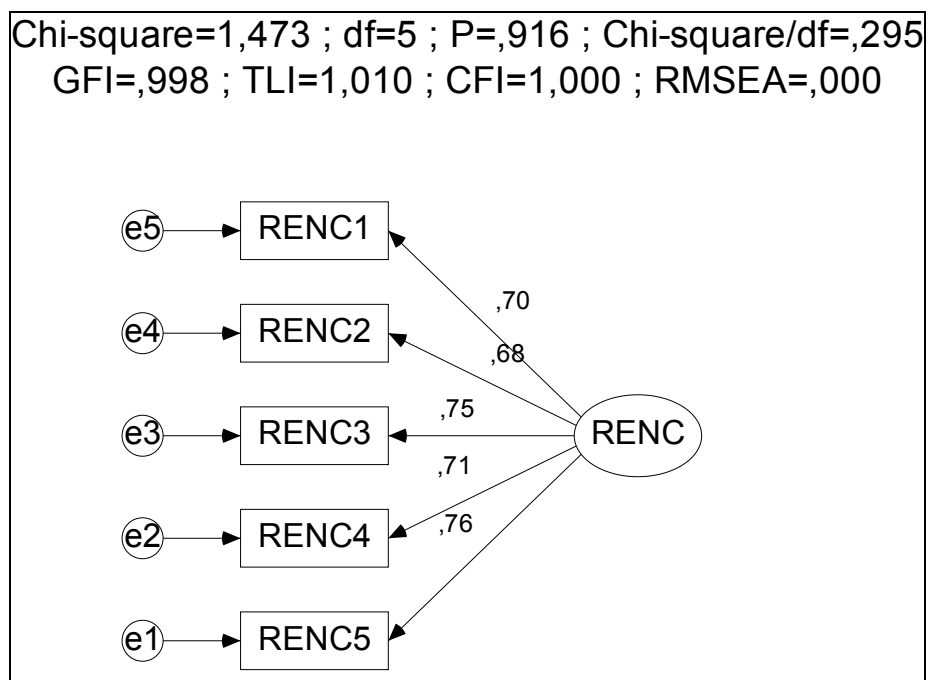 Chi-square=1,473 ; df=5 ; P=,916 ; Chi-square/df=,295
GFI=,998 ; TLI=1,010 ; CFI=1,000 ; RMSEA=,000
e5 RENC1
,70
e4 RENC2
,68
,75
e3 RENC3 RENC
,71
,76
e2 RENC4
e1 RENC5